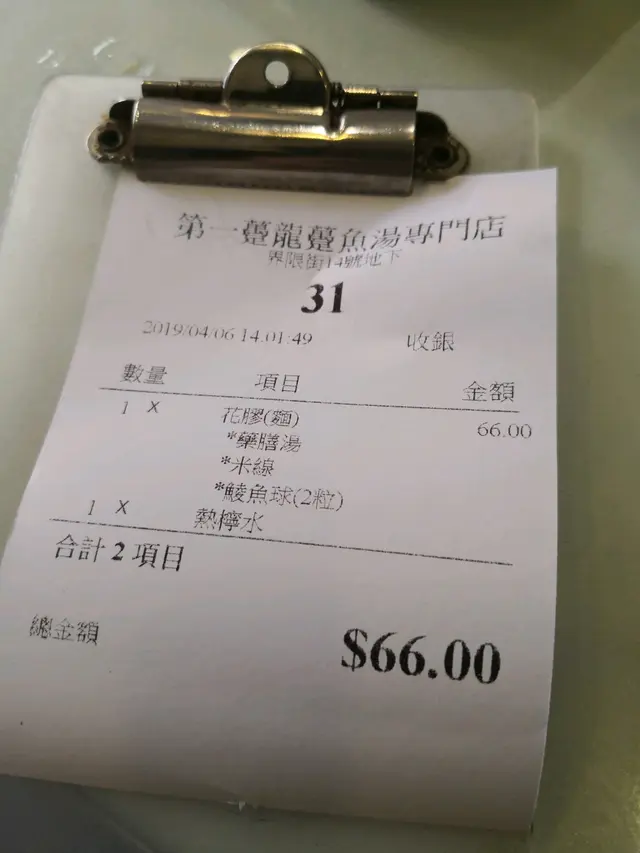 第一躉龍躉魚湯專門店
界限街14號地下
31
2019/04/06 14:01:49 收銀
數量 項目 金額
1 X 花膠(麵) 66.00
*藥膳湯
*米線
*鯪魚球(2粒)
1 X 熱檸水
合計 2 項目
總金額 $66.00